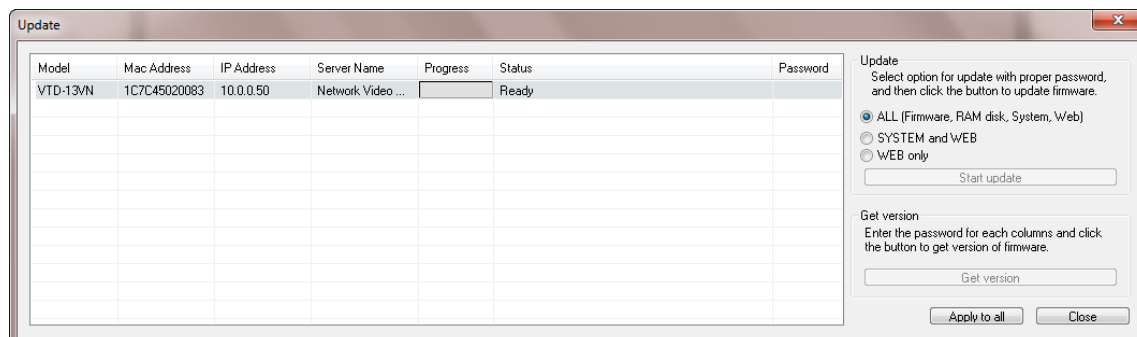 Update
Model Mac Address IP Address Server Name Progress Status Password
VTD-13VN 1C7C45020083 10.0.0.50 Network Video ... Ready
Update
Select option for update with proper password,
and then click the button to update firmware.
ALL (Firmware, RAM disk, System, Web)
SYSTEM and WEB
WEB only
Start update
Get version
Enter the password for each columns and click
the button to get version of firmware.
Get version
Apply to all Close